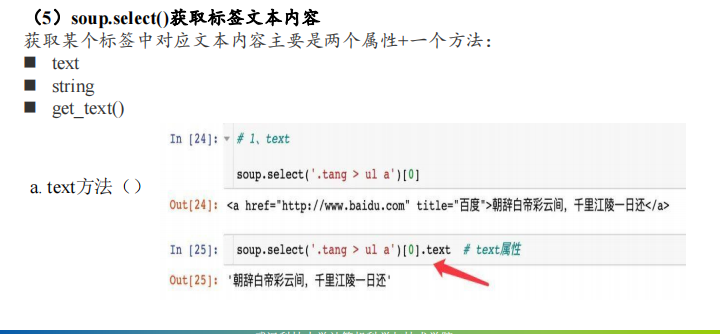 （5）soup.select()获取标签文本内容
获取某个标签中对应文本内容主要是两个属性+一个方法：
■ text
■ string
■ get_text()
In [24]: # 1、text
soup.select('.tang > ul a')[0]
a. text方法（）
Out[24]: <a href="http://www.baidu.com" title="百度">朝辞白帝彩云间，千里江陵一日还</a>
In [25]: soup.select('.tang > ul a')[0].text # text属性
Out[25]: '朝辞白帝彩云间，千里江陵一日还'